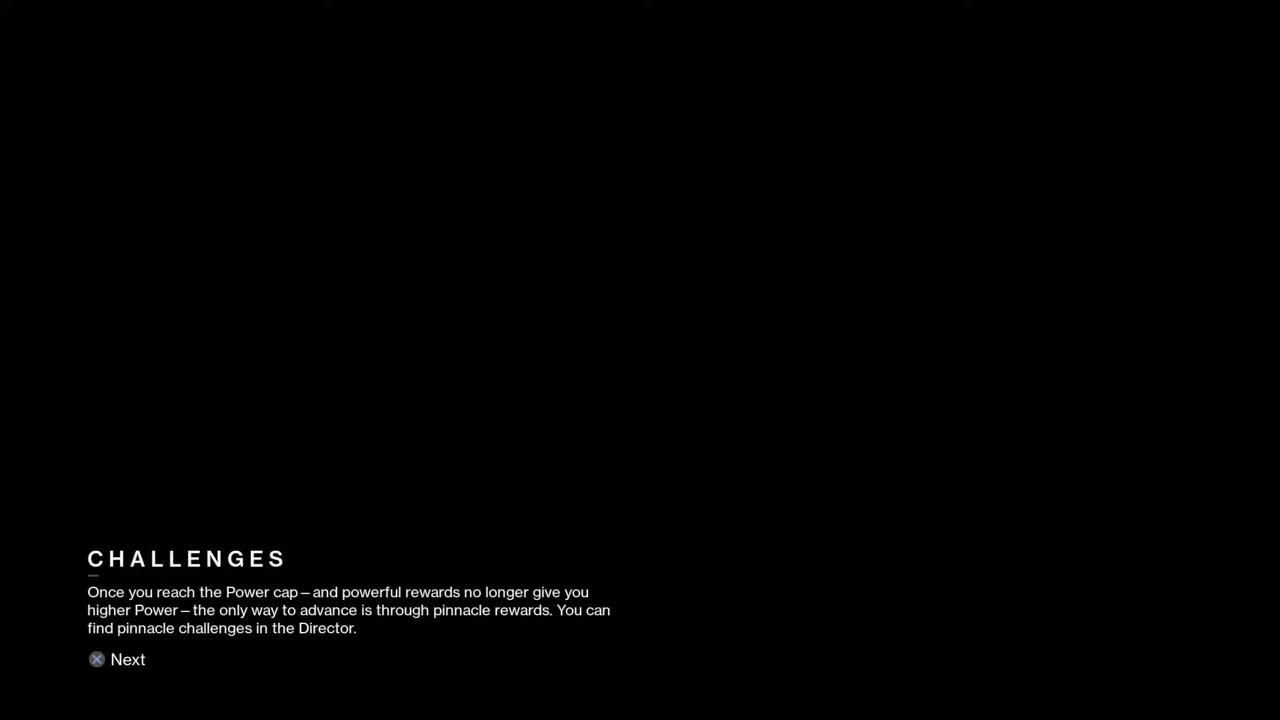 CHALLENGES
Once you reach the Power cap – and powerful rewards no longer give you
higher Power – the only way to advance is through pinnacle rewards. You can
find pinnacle challenges in the Director.
Next